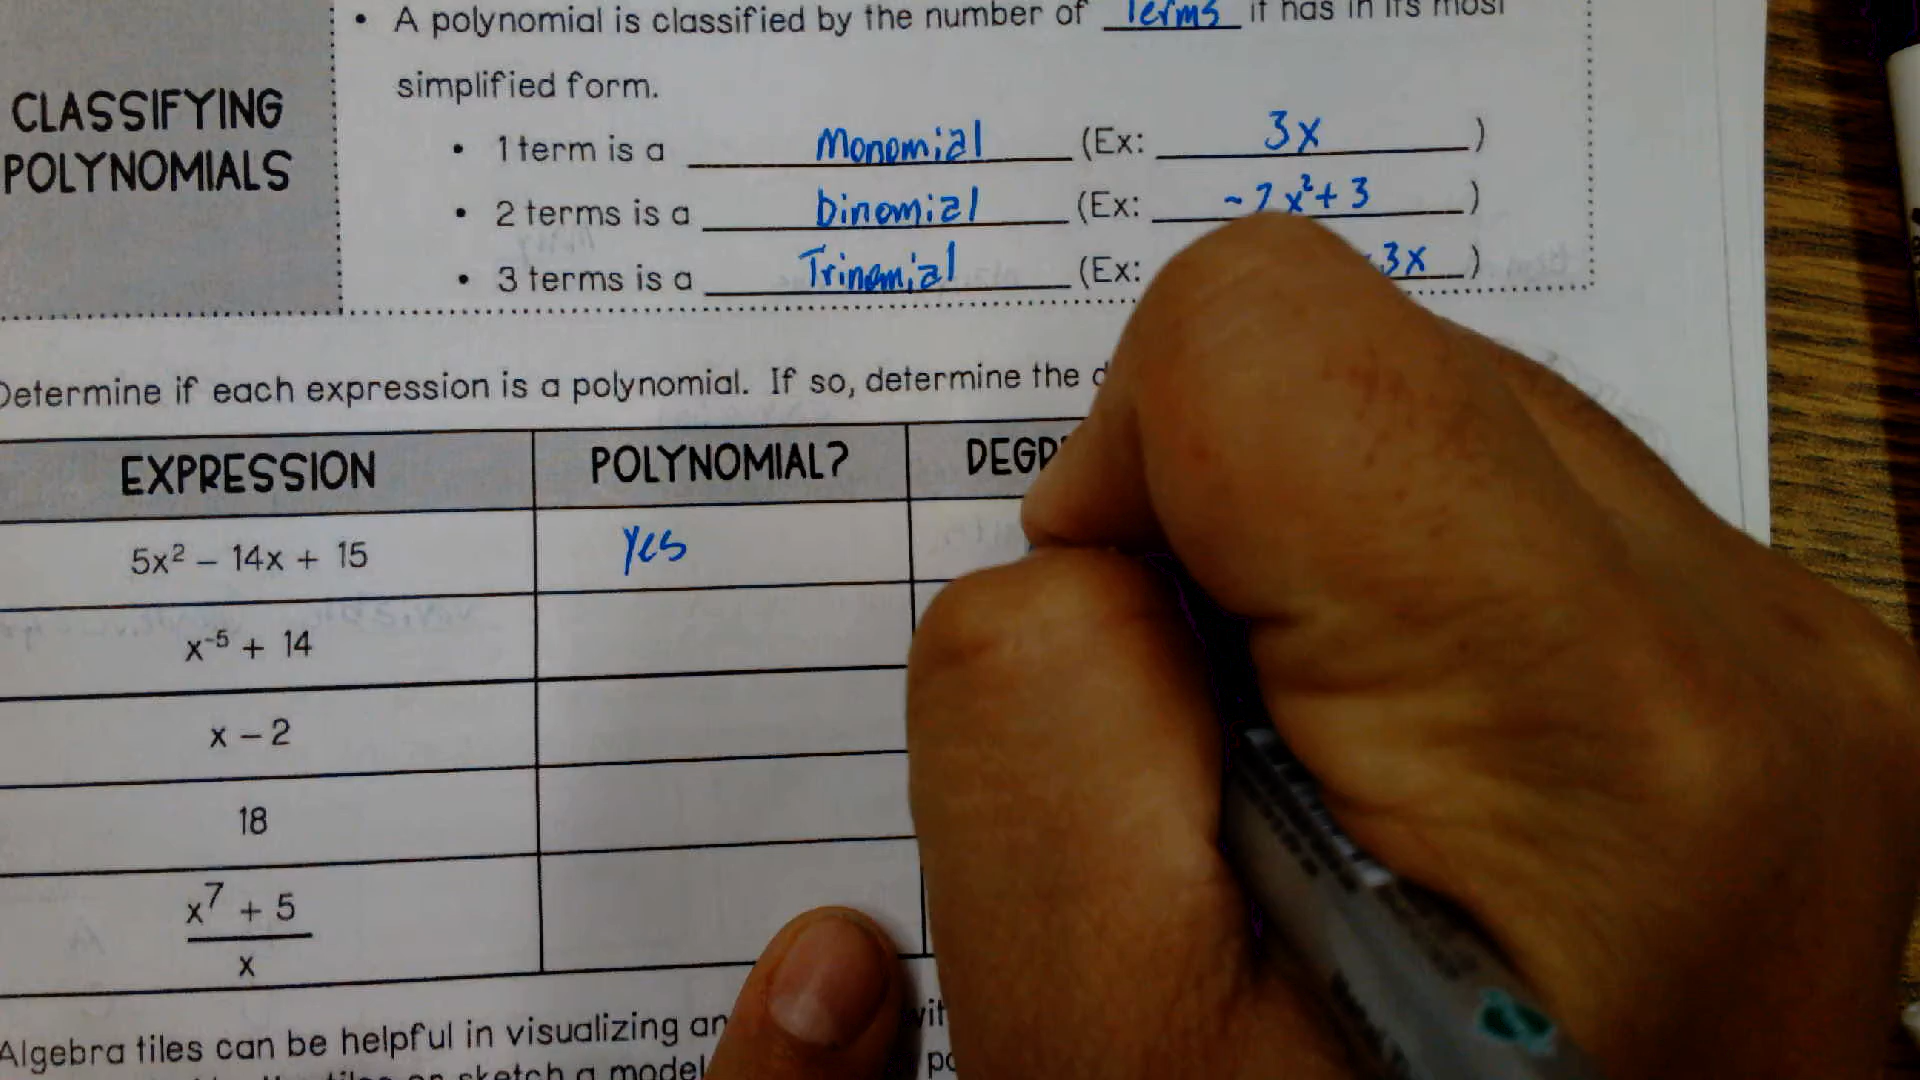 • A polynomial is classified by the number of Terms it has in its most
simplified form.
CLASSIFYING
POLYNOMIALS
• 1 term is a Monomial (Ex: 3x)
• 2 terms is a binomial (Ex: -7x²+3)
• 3 terms is a Trinomial (Ex: 3x)
Determine if each expression is a polynomial. If so, determine the
EXPRESSION POLYNOMIAL?
5x² – 14x + 15 yes
x⁻⁵ + 14
x – 2
18
x⁷ + 5
x
Algebra tiles can be helpful in visualizing
sketch a model